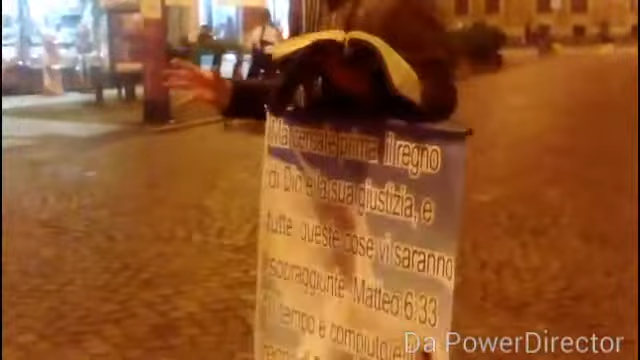 Ma cercate prima il regno
di Dio e la sua giustizia, e
tutte queste cose vi saranno
sopraggiunte Matteo 6:33
Il tempo è compiuto e
Da PowerDirector